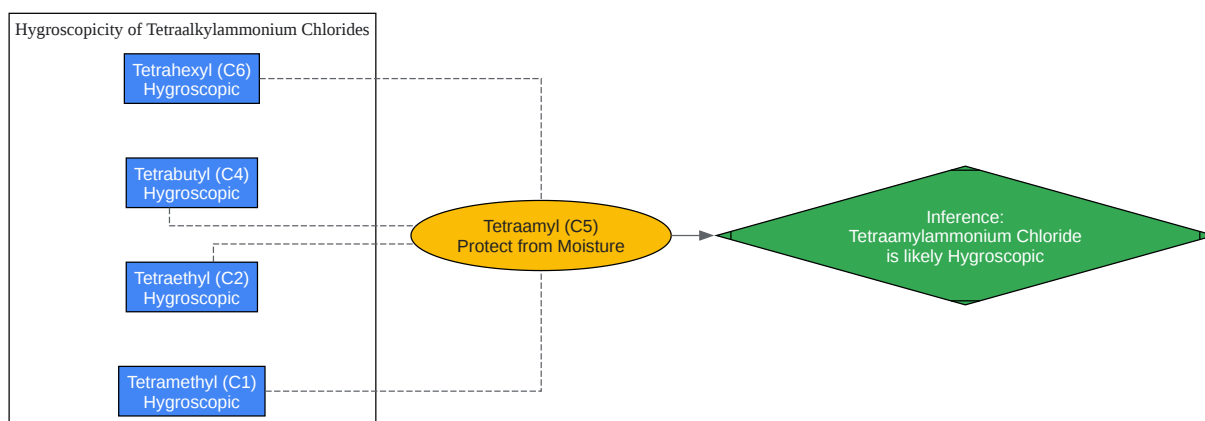 Hygroscopicity of Tetraalkylammonium Chlorides
Tetrahexyl (C6)
Hygroscopic
Tetrabutyl (C4)
Hygroscopic
Tetraethyl (C2)
Hygroscopic
Tetramethyl (C1)
Hygroscopic
Tetraamyl (C5)
Protect from Moisture
Inference:
Tetraamylammonium Chloride
is likely Hygroscopic